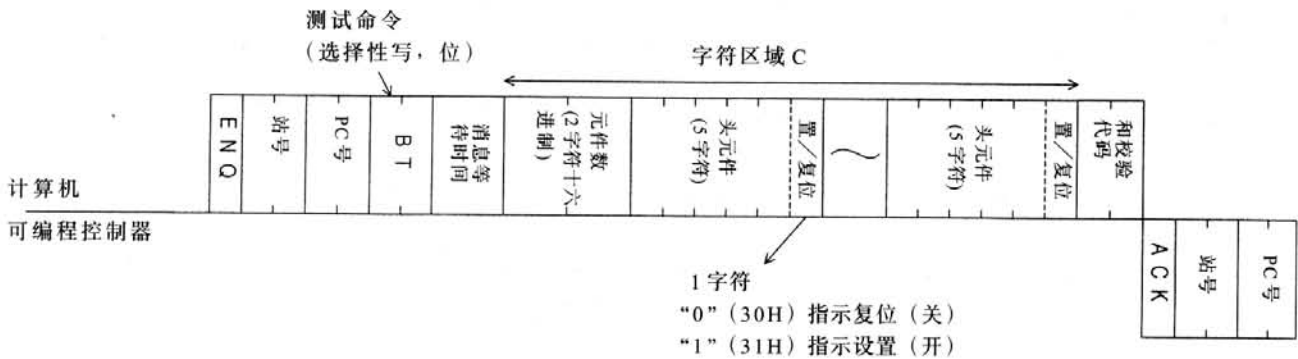 测试命令
(选择性写，位)
字符区域 C
ENQ
站号
PC号
BT
消息等
待时间
元件数
(2字符十六
进制)
头元件
(5字符)
置/复位
头元件
(5字符)
置/复位
和校验
代码
计算机
可编程控制器
ACK
站号
PC号
1字符
“0”（30H）指示复位（关）
“1”（31H）指示设置（开）